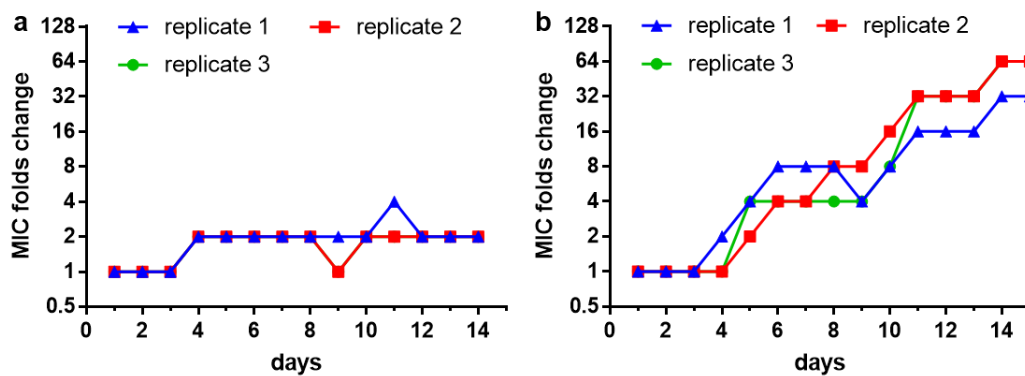 a
replicate 1 replicate 2
replicate 3
MIC folds change
128
64
32
16
8
4
2
1
0.5
0 2 4 6 8 10 12 14
days
b
replicate 1 replicate 2
replicate 3
MIC folds change
128
64
32
16
8
4
2
1
0.5
0 2 4 6 8 10 12 14
days